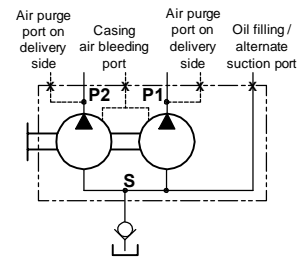 Air purge
port on
delivery
side
Casing
air bleeding
port
Air purge
port on
delivery
side
Oil filling /
alternate
suction port
P2
P1
S